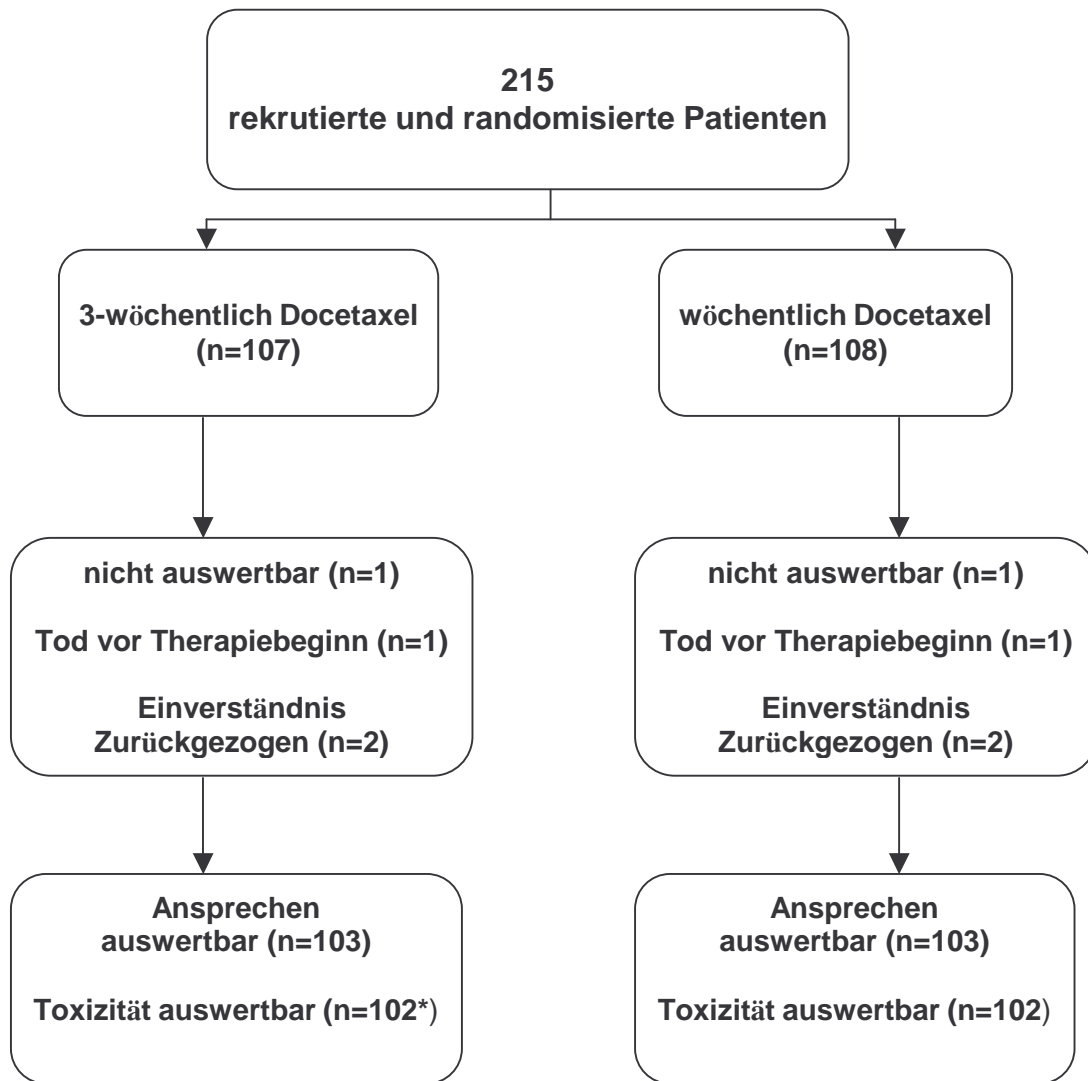 215
rekrutierte und randomisierte Patienten
3-wöchentlich Docetaxel
(n=107)
wöchentlich Docetaxel
(n=108)
nicht auswertbar (n=1)
Tod vor Therapiebeginn (n=1)
Einverständnis
Zurückgezogen (n=2)
nicht auswertbar (n=1)
Tod vor Therapiebeginn (n=1)
Einverständnis
Zurückgezogen (n=2)
Ansprechen
auswertbar (n=103)
Toxizität auswertbar (n=102*)
Ansprechen
auswertbar (n=103)
Toxizität auswertbar (n=102)